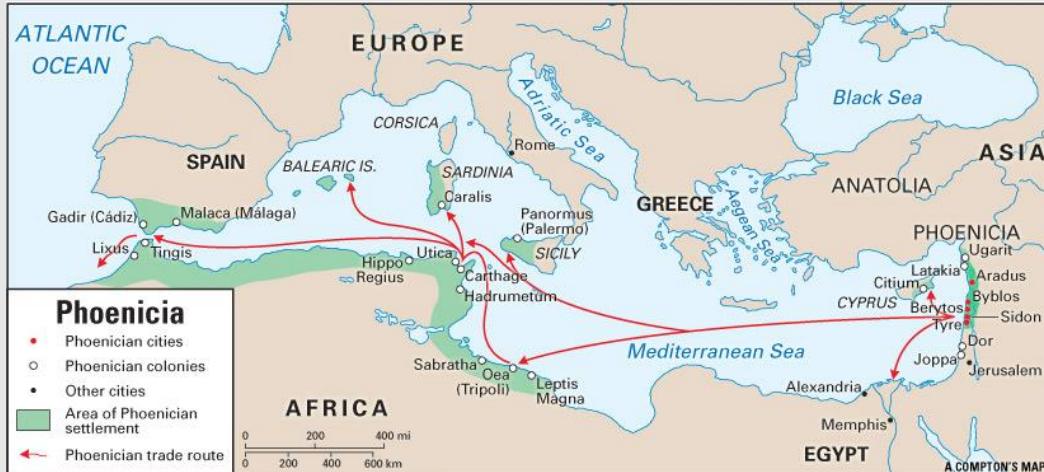 ATLANTIC
OCEAN
EUROPE
Adriatic Sea
Black Sea
CORSICA
Rome
ASIA
SPAIN
BALEARIC IS.
SARDINIA
ANATOLIA
Caralis
GREECE
Aegean Sea
Gadir (Cádiz)
Malaca (Málaga)
Panormus
(Palermo)
PHOENICIA
Ugarit
Lixus
Tingis
Utica
SICILY
Latakia
Aradus
Hippo
Regius
Carthage
Citium
Byblos
Hadrumetum
CYPRUS
Berytos
Sidon
Tyre
Phoenicia
Phoenician cities
Phoenician colonies
Other cities
Area of Phoenician
settlement
Phoenician trade route
Mediterranean Sea
Dor
Joppa
Jerusalem
Sabratha
Oea
(Tripoli)
Leptis
Magna
Alexandria
AFRICA
Memphis
0 200 400 mi
0 200 400 600 km
EGYPT
A COMPTON'S MAP